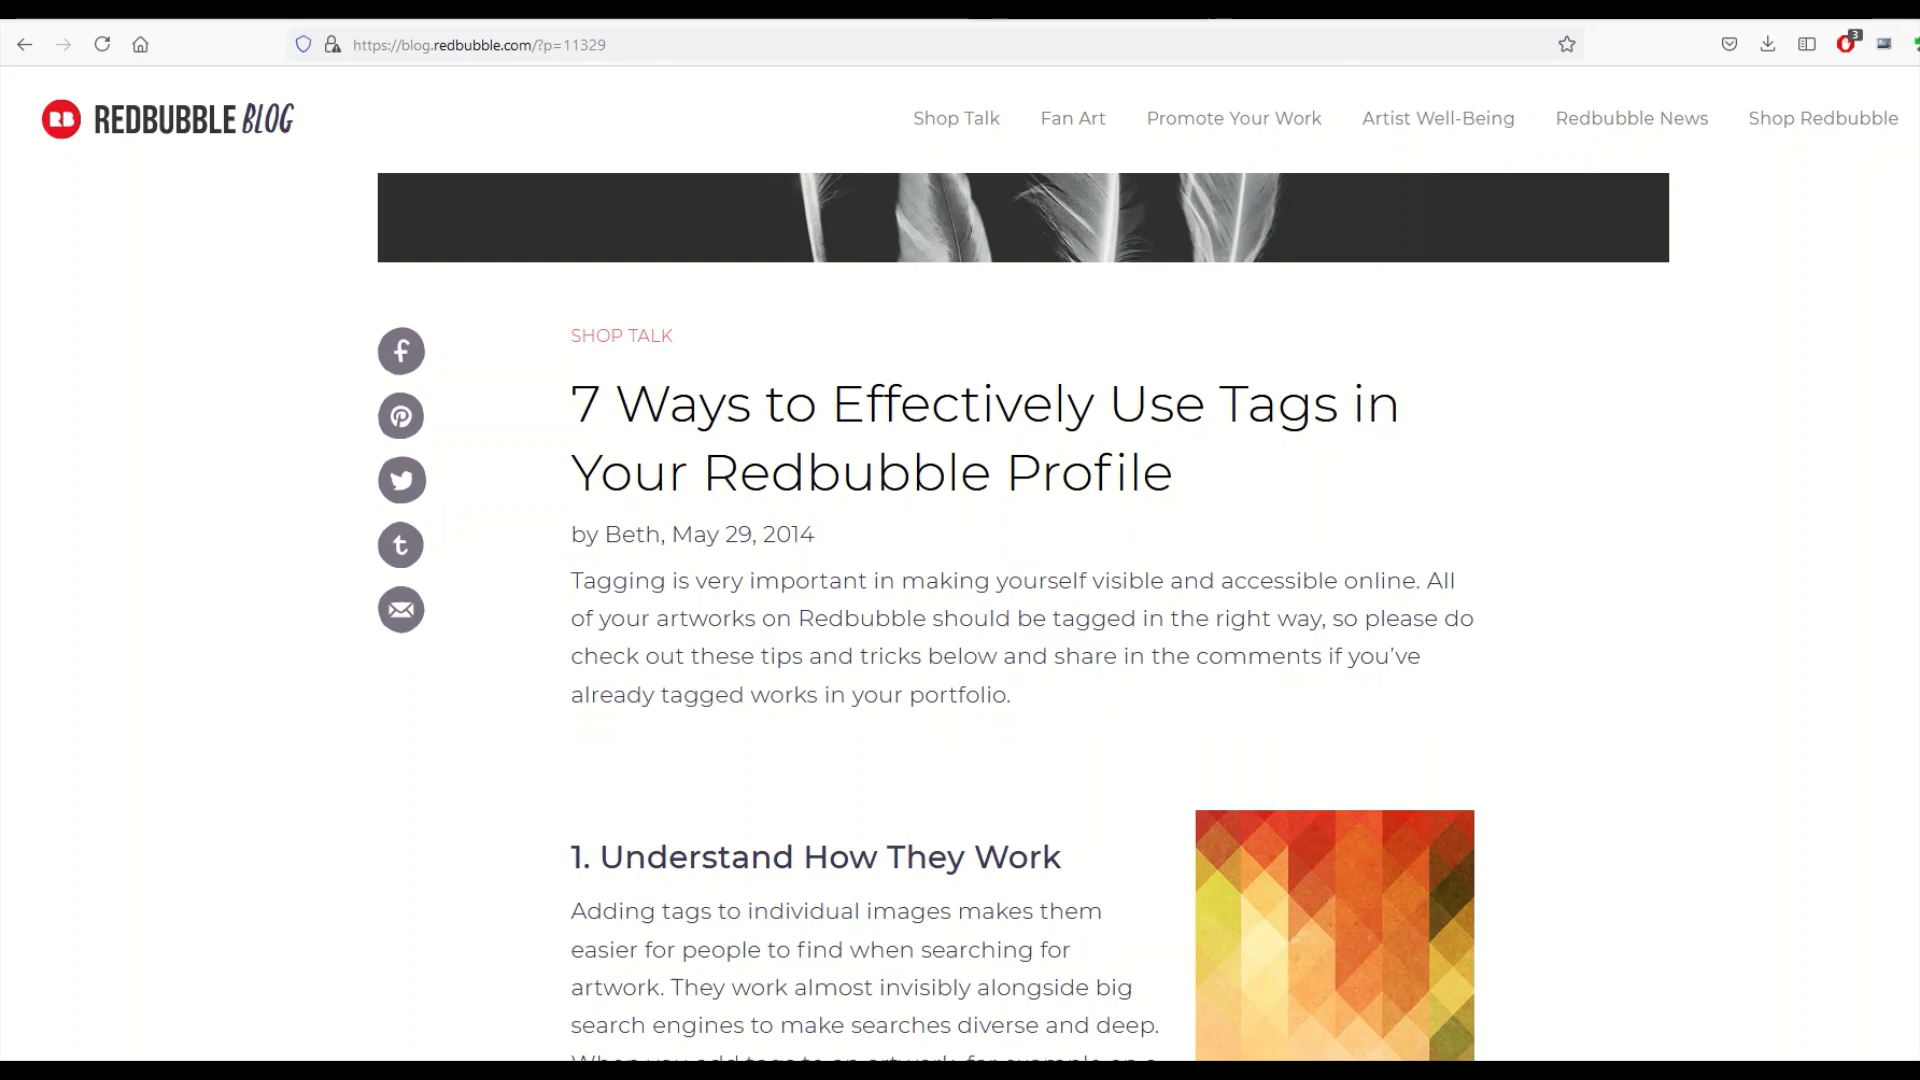 https://blog.redbubble.com/?p=11329
3
RB REDBUBBLE BLOG
Shop Talk Fan Art Promote Your Work Artist Well-Being Redbubble News Shop Redbubble
SHOP TALK
7 Ways to Effectively Use Tags in
Your Redbubble Profile
by Beth, May 29, 2014
Tagging is very important in making yourself visible and accessible online. All
of your artworks on Redbubble should be tagged in the right way, so please do
check out these tips and tricks below and share in the comments if you’ve
already tagged works in your portfolio.
1. Understand How They Work
Adding tags to individual images makes them
easier for people to find when searching for
artwork. They work almost invisibly alongside big
search engines to make searches diverse and deep.